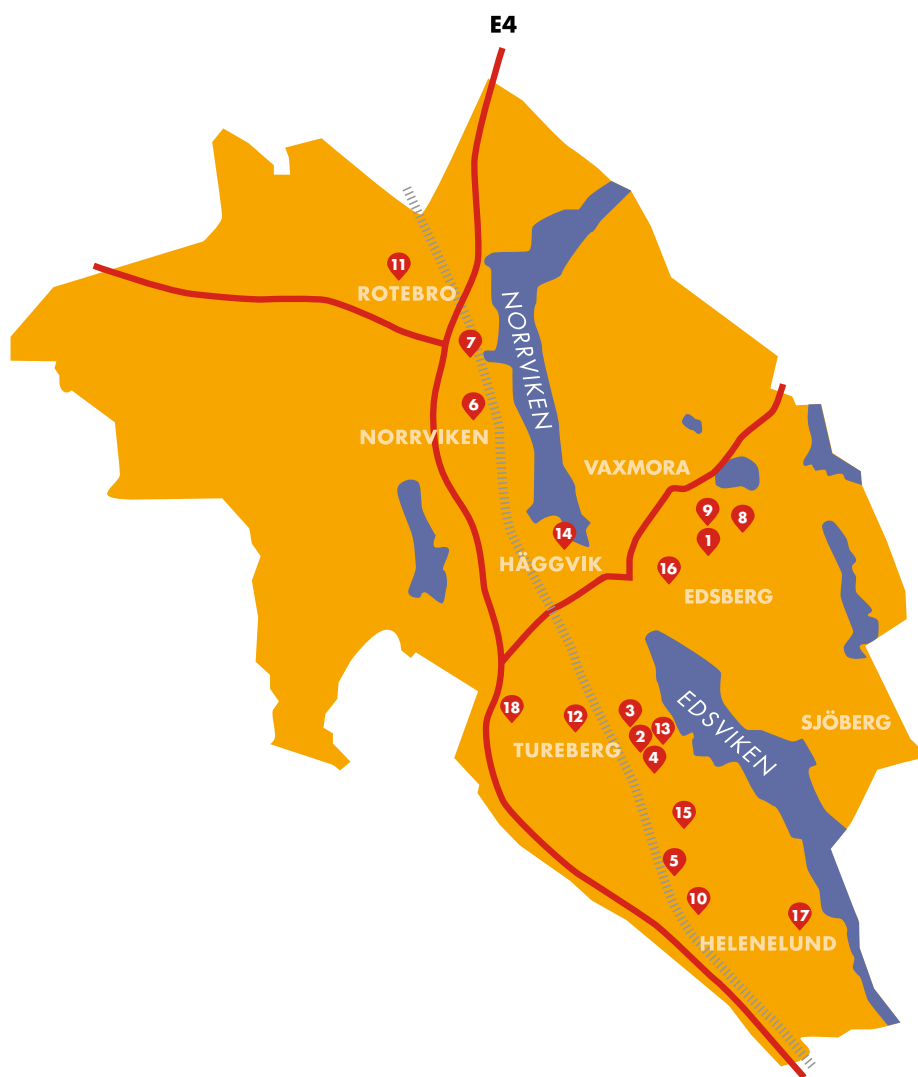 E4
11
ROTEBRO
NORRVIKEN
7
6
NORRVIKEN
VAXMORA
9
8
14
1
HÄGGVIK
16
EDSBERG
EDSVIKEN
18
12
3
13
SJÖBERG
2
TUREBERG
4
15
5
10
17
HELENELUND